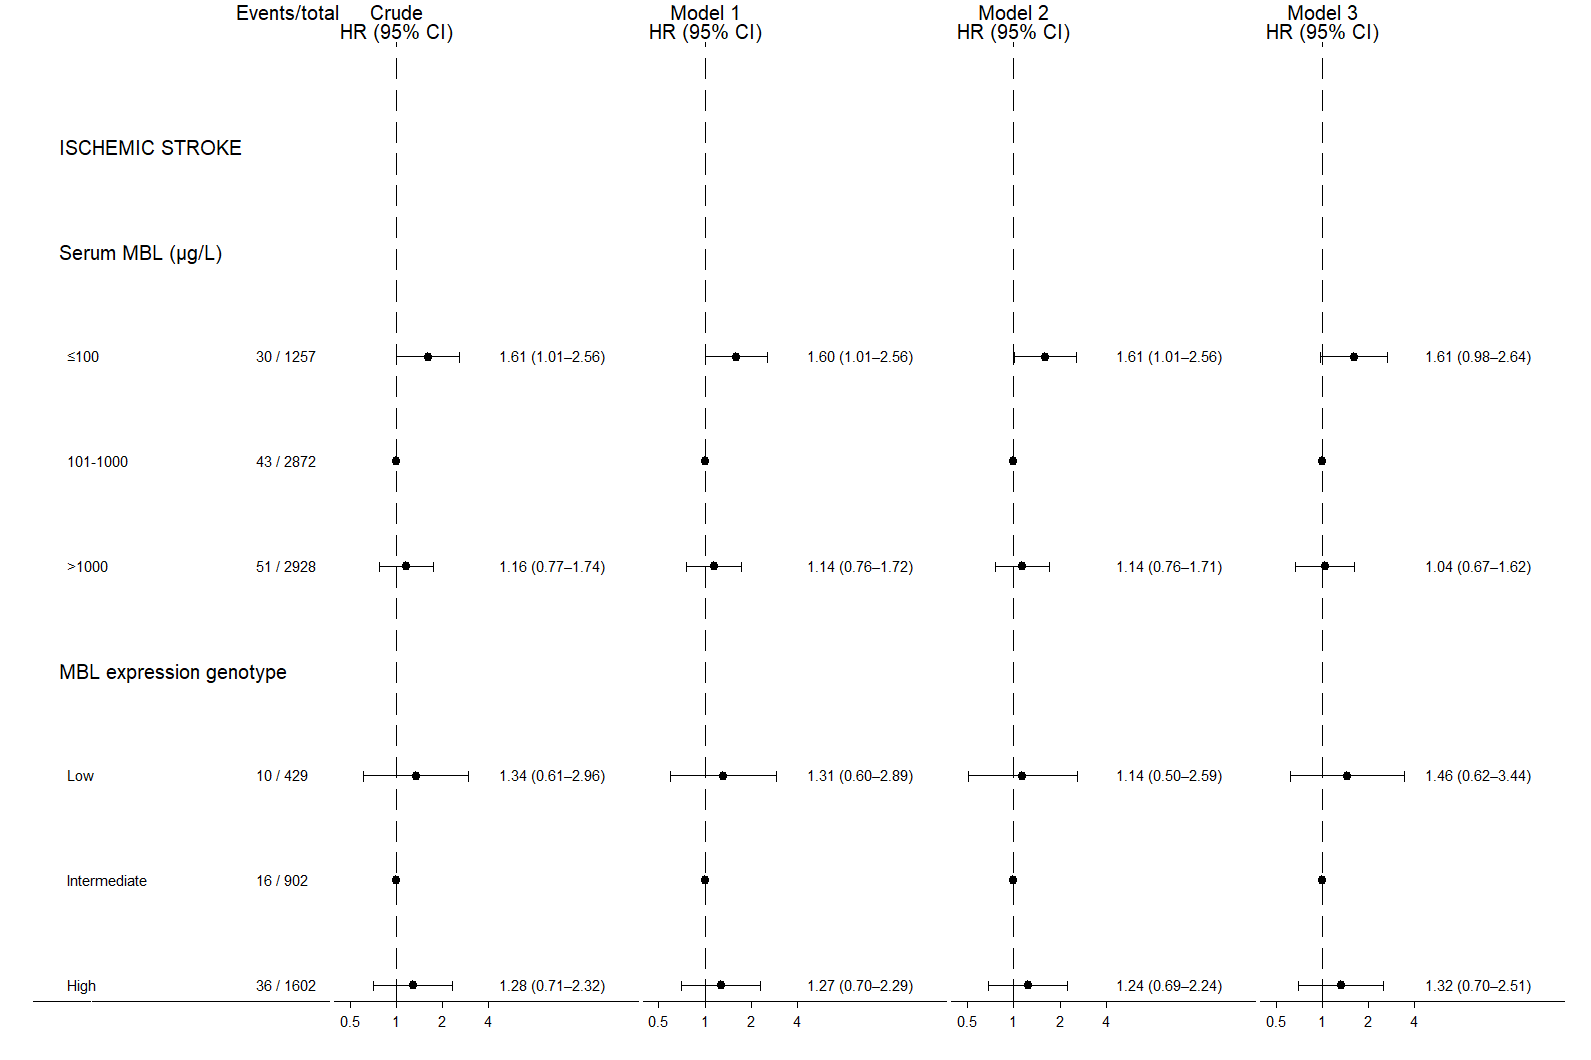 Events/total Crude Model 1 Model 2 Model 3
HR (95% CI) HR (95% CI) HR (95% CI) HR (95% CI)
ISCHEMIC STROKE
Serum MBL (µg/L)
≤100 30 / 1257 1.61 (1.01–2.56) 1.60 (1.01–2.56) 1.61 (1.01–2.56) 1.61 (0.98–2.64)
101-1000 43 / 2872
>1000 51 / 2928 1.16 (0.77–1.74) 1.14 (0.76–1.72) 1.14 (0.76–1.71) 1.04 (0.67–1.62)
MBL expression genotype
Low 10 / 429 1.34 (0.61–2.96) 1.31 (0.60–2.89) 1.14 (0.50–2.59) 1.46 (0.62–3.44)
Intermediate 16 / 902
High 36 / 1602 1.28 (0.71–2.32) 1.27 (0.70–2.29) 1.24 (0.69–2.24) 1.32 (0.70–2.51)
0.5 1 2 4 0.5 1 2 4 0.5 1 2 4 0.5 1 2 4